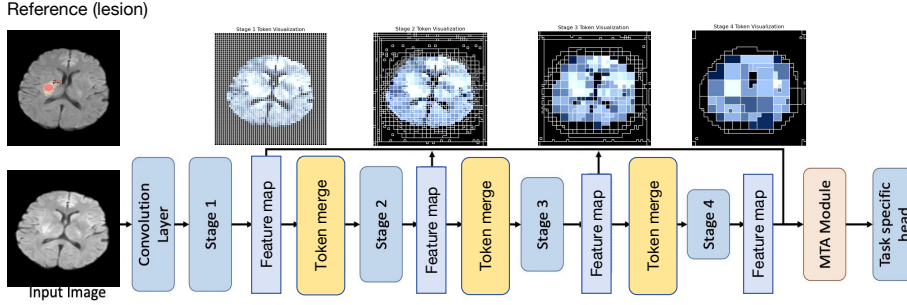 Reference (lesion)
Stage 1 Token Visualization
Stage 2 Token Visualization
Stage 3 Token Visualization
Stage 4 Token Visualization
Convolution
Layer
Stage 1
Feature map
Token merge
Stage 2
Feature map
Token merge
Stage 3
Feature map
Token merge
Stage 4
Feature map
MTA Module
Task specific
head
Input Image